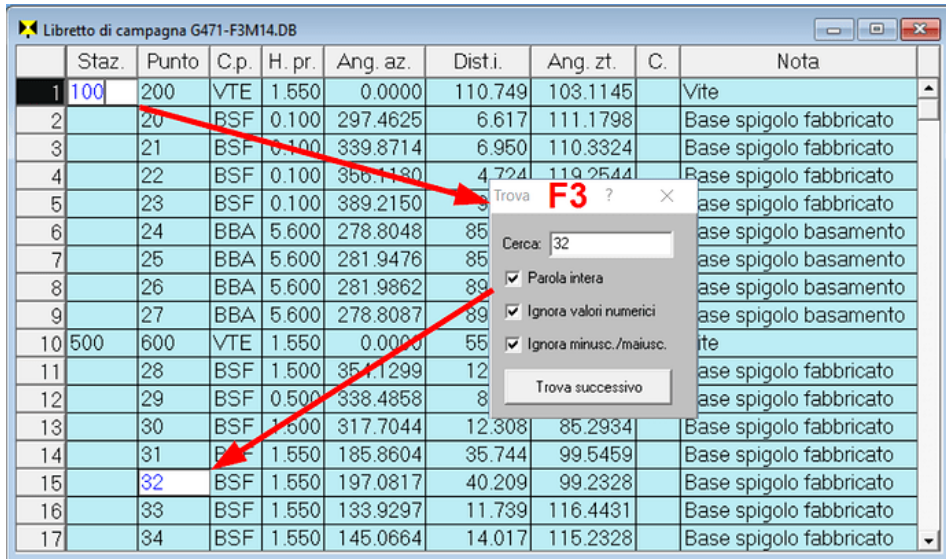 Libretto di campagna G471-F3M14.DB
Staz. Punto C.p. H. pr. Ang. az. Dist.i. Ang. zt. C. Nota
1 100 200 VTE 1.550 0.0000 110.749 103.1145 Vite
2 20 BSF 0.100 297.4625 6.617 111.1798 Base spigolo fabbricato
3 21 BSF 0.100 339.8714 6.950 110.3324 Base spigolo fabbricato
4 22 BSF 0.100 356.1180 4.724 119.2544 Base spigolo fabbricato
5 23 BSF 0.100 389.2150 ase spigolo fabbricato
6 24 BBA 5.600 278.8048 85 ase spigolo basamento
7 25 BBA 5.600 281.9476 85 ase spigolo basamento
8 26 BBA 5.600 281.9862 89 ase spigolo basamento
9 27 BBA 5.600 278.8087 89 ase spigolo basamento
10 500 600 VTE 1.550 0.0000 55 ite
11 28 BSF 1.500 354.1299 12 ase spigolo fabbricato
12 29 BSF 0.500 338.4858 8 ase spigolo fabbricato
13 30 BSF 1.600 317.7044 12.308 85.2934 Base spigolo fabbricato
14 31 BSF 1.550 185.8604 35.744 99.5459 Base spigolo fabbricato
15 32 BSF 1.550 197.0817 40.209 99.2328 Base spigolo fabbricato
16 33 BSF 1.550 133.9297 11.739 116.4431 Base spigolo fabbricato
17 34 BSF 1.550 145.0664 14.017 115.2328 Base spigolo fabbricato
Trova F3 ?
Cerca: 32
Parola intera
Ignora valori numerici
Ignora minusc./maiusc.
Trova successivo